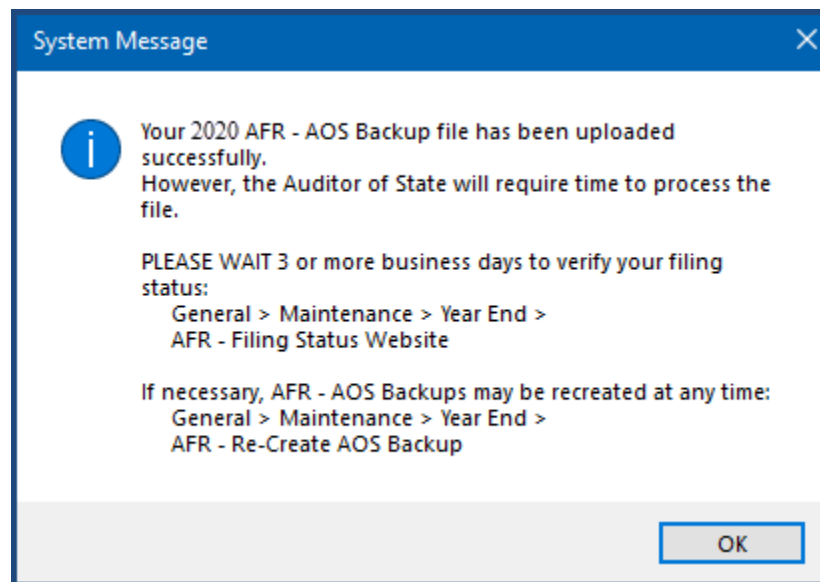 System Message
Your 2020 AFR - AOS Backup file has been uploaded
successfully.
However, the Auditor of State will require time to process the
file.
PLEASE WAIT 3 or more business days to verify your filing
status:
General > Maintenance > Year End >
AFR - Filing Status Website
If necessary, AFR - AOS Backups may be recreated at any time:
General > Maintenance > Year End >
AFR - Re-Create AOS Backup
OK